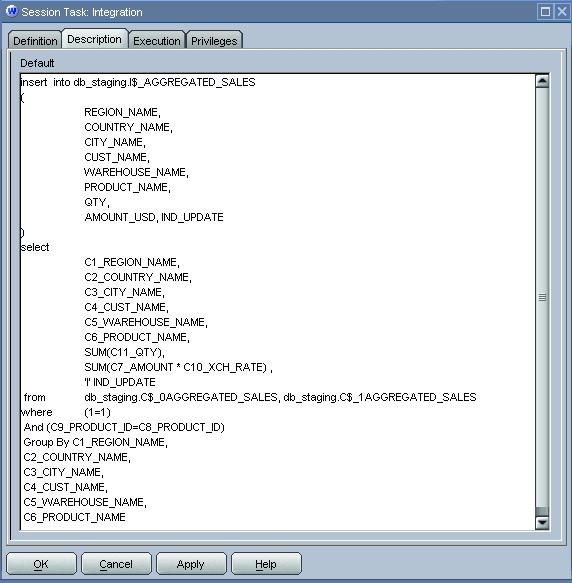 Session Task: Integration
Definition Description Execution Privileges
Default
insert into db_staging.I$_AGGREGATED_SALES
(
REGION_NAME,
COUNTRY_NAME,
CITY_NAME,
CUST_NAME,
WAREHOUSE_NAME,
PRODUCT_NAME,
QTY,
AMOUNT_USD, IND_UPDATE
)
select
C1_REGION_NAME,
C2_COUNTRY_NAME,
C3_CITY_NAME,
C4_CUST_NAME,
C5_WAREHOUSE_NAME,
C6_PRODUCT_NAME,
SUM(C11_QTY),
SUM(C7_AMOUNT * C10_XCH_RATE) ,
'I' IND_UPDATE
from db_staging.C$_0AGGREGATED_SALES, db_staging.C$_1AGGREGATED_SALES
where (1=1)
And (C9_PRODUCT_ID=C8_PRODUCT_ID)
Group By C1_REGION_NAME,
C2_COUNTRY_NAME,
C3_CITY_NAME,
C4_CUST_NAME,
C5_WAREHOUSE_NAME,
C6_PRODUCT_NAME
OK Cancel Apply Help